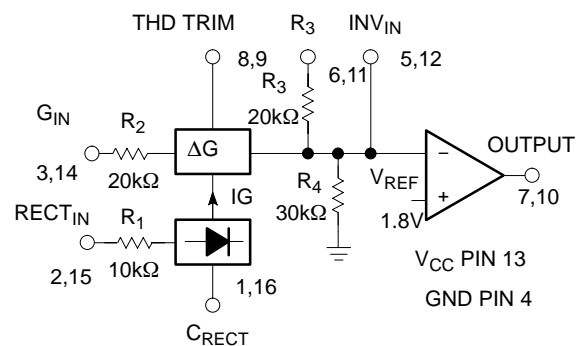 THD TRIM
R3
INVIN
8,9
6,11
5,12
R3
20kΩ
GIN
R2
ΔG
3,14
20kΩ
OUTPUT
−
VREF
+
7,10
1.8V
R4
30kΩ
IG
RECTIN
R1
2,15
10kΩ
1,16
VCC PIN 13
GND PIN 4
CRECT